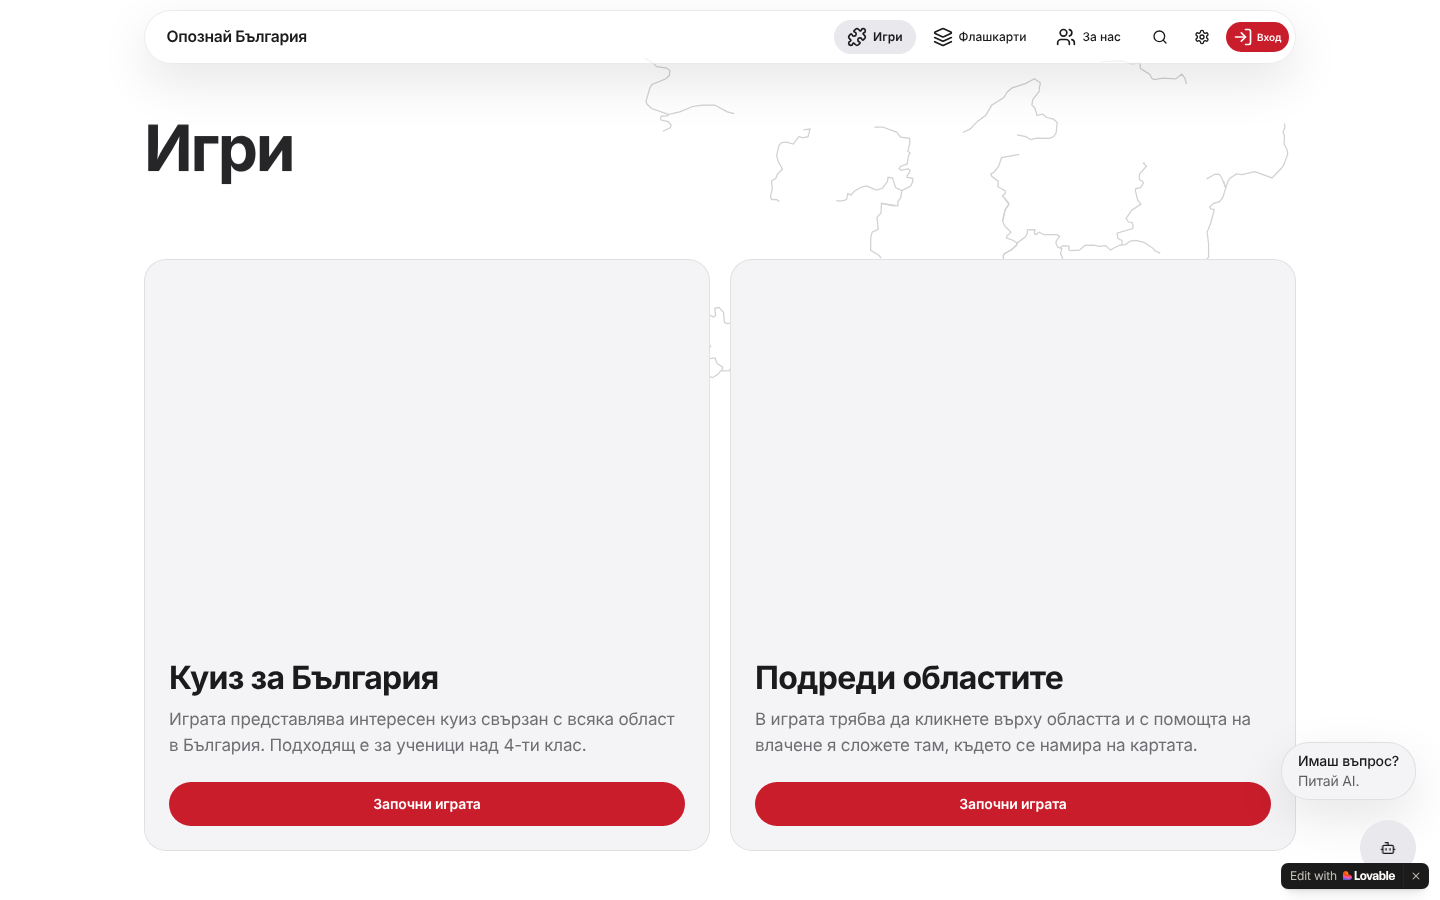 Опознай България
Игри
Флашкарти
За нас
Вход
Игри
Куиз за България
Играта представлява интересен куиз свързан с всяка област
в България. Подходящ е за ученици над 4-ти клас.
Започни играта
Подреди областите
В играта трябва да кликнете върху областта и с помощта на
влачене я сложете там, където се намира на картата.
Започни играта
Имаш въпрос?
Питай AI.
Edit with Lovable